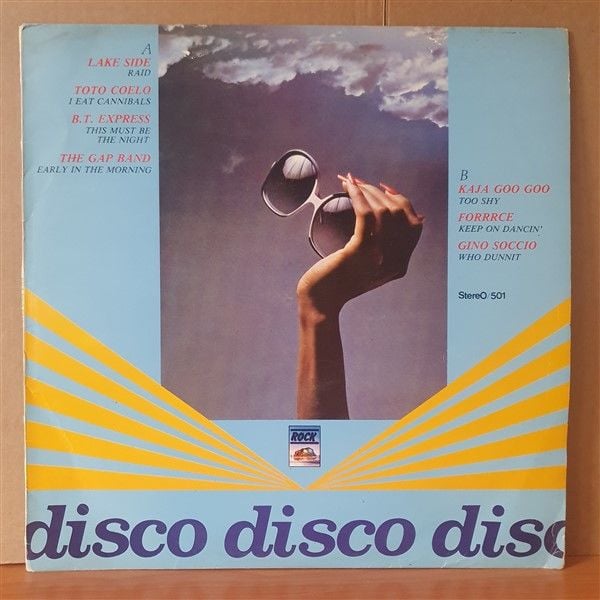 A
LAKE SIDE
RAID
TOTO COELO
I EAT CANNIBALS
B.T. EXPRESS
THIS MUST BE
THE NIGHT
THE GAP BAND
EARLY IN THE MORNING
B
KAJA GOO GOO
TOO SHY
FORRRCE
KEEP ON DANCIN'
GINO SOCCIO
WHO DUNNIT
StereO/501
ROCK
disco disco disc